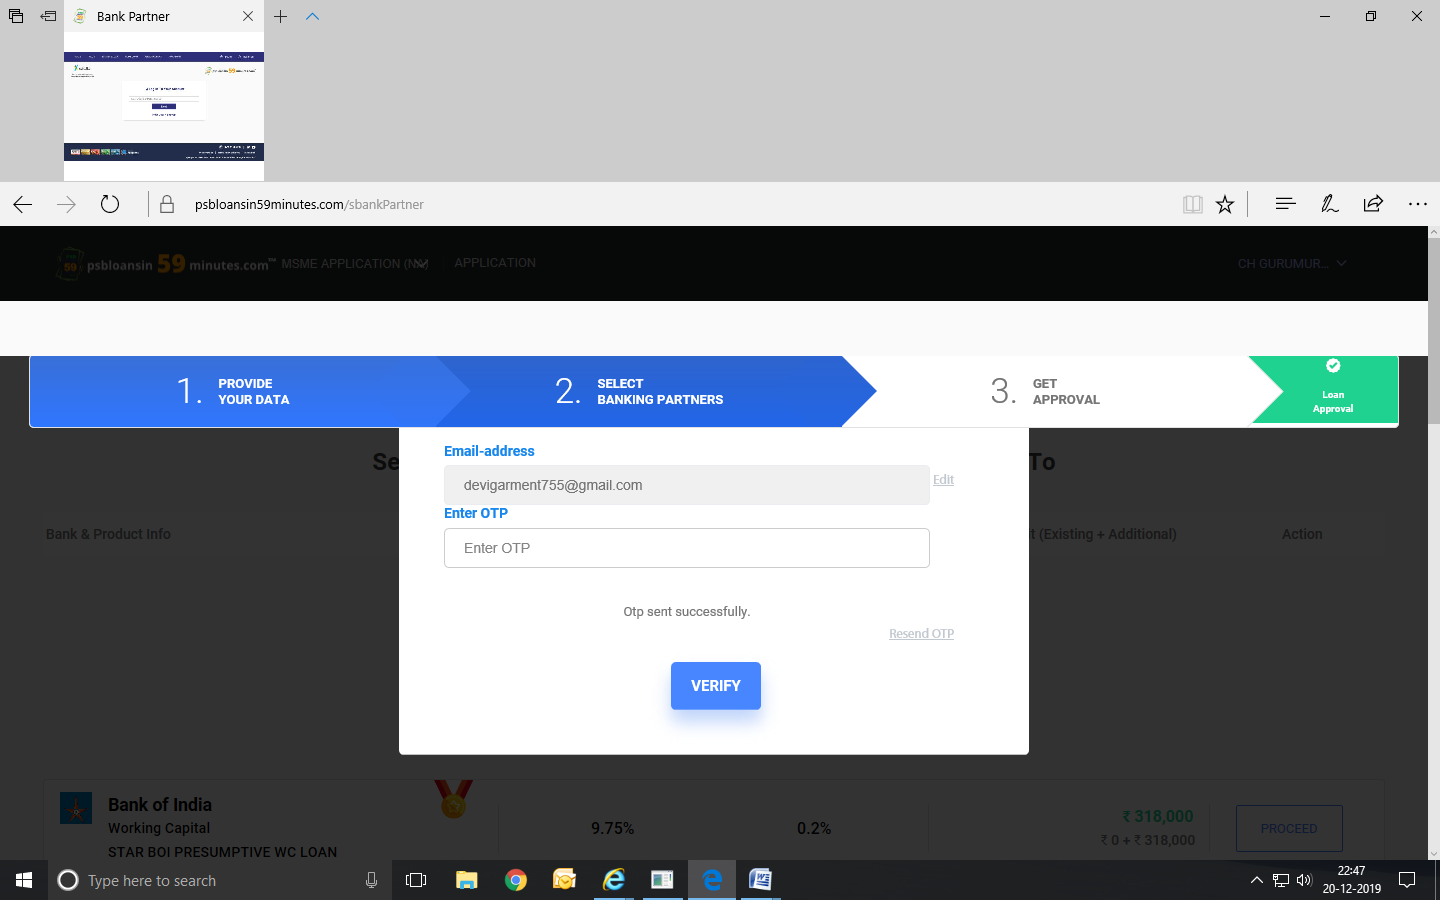 Bank Partner
psbloansin59minutes.com/sbankPartner
psbloansin 59 minutes.com™ MSME APPLICATION (N APPLICATION CH GURUMUR...
1. PROVIDE YOUR DATA
2. SELECT BANKING PARTNERS
3. GET APPROVAL
Loan Approval
Se To
Email-address
devigarment755@gmail.com Edit
Enter OTP
Enter OTP
Bank & Product Info t (Existing + Additional) Action
Otp sent successfully.
Resend OTP
VERIFY
Bank of India
Working Capital
STAR BOI PRESUMPTIVE WC LOAN
9.75% 0.2%
₹ 318,000
₹ 0 + ₹ 318,000
PROCEED
Type here to search
22:47
20-12-2019